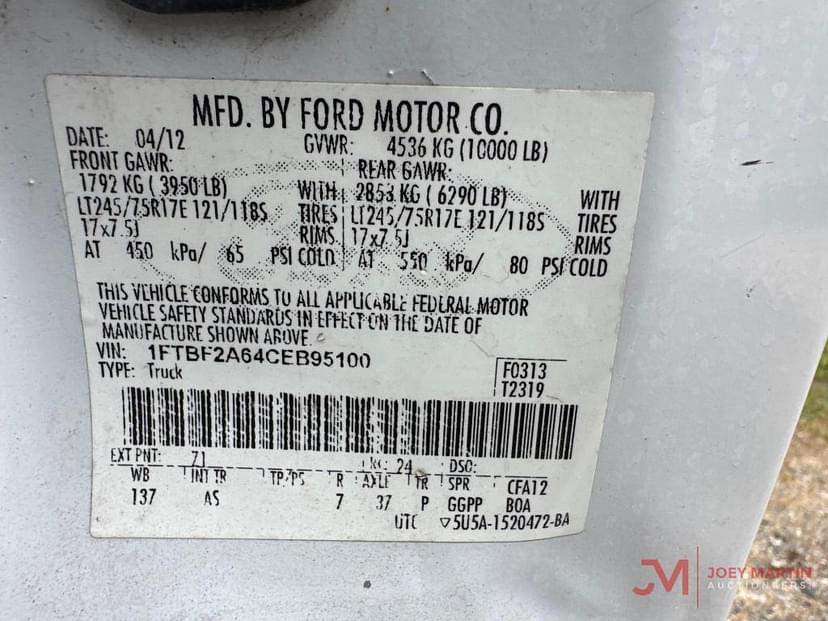 MFD. BY FORD MOTOR CO.
DATE: 04/12 GVWR: 4536 KG (10000 LB)
FRONT GAWR: REAR GAWR:
1792 KG ( 3950 LB) WITH 2853 KG ( 6290 LB) WITH
LT245/75R17E 121/118S TIRES LT245/75R17E 121/118S TIRES
17x7.5J RIMS 17x7.5J RIMS
AT 450 kPa/ 65 PSI COLD AT 550 kPa/ 80 PSI COLD
THIS VEHICLE CONFORMS TO ALL APPLICABLE FEDERAL MOTOR
VEHICLE SAFETY STANDARDS IN EFFECT ON THE DATE OF
MANUFACTURE SHOWN ABOVE.
VIN: 1FTBF2A64CEB95100
TYPE: Truck
F0313
T2319
EXT PNT: Z1 RC: 24 DSO:
WB INT TR TP/PS R AXLE TR SPR CFA12
137 AS 7 37 P GGPP BOA
UTC ▽5U5A-1520472-BA
JM JOEY MARTIN
AUCTIONEERS